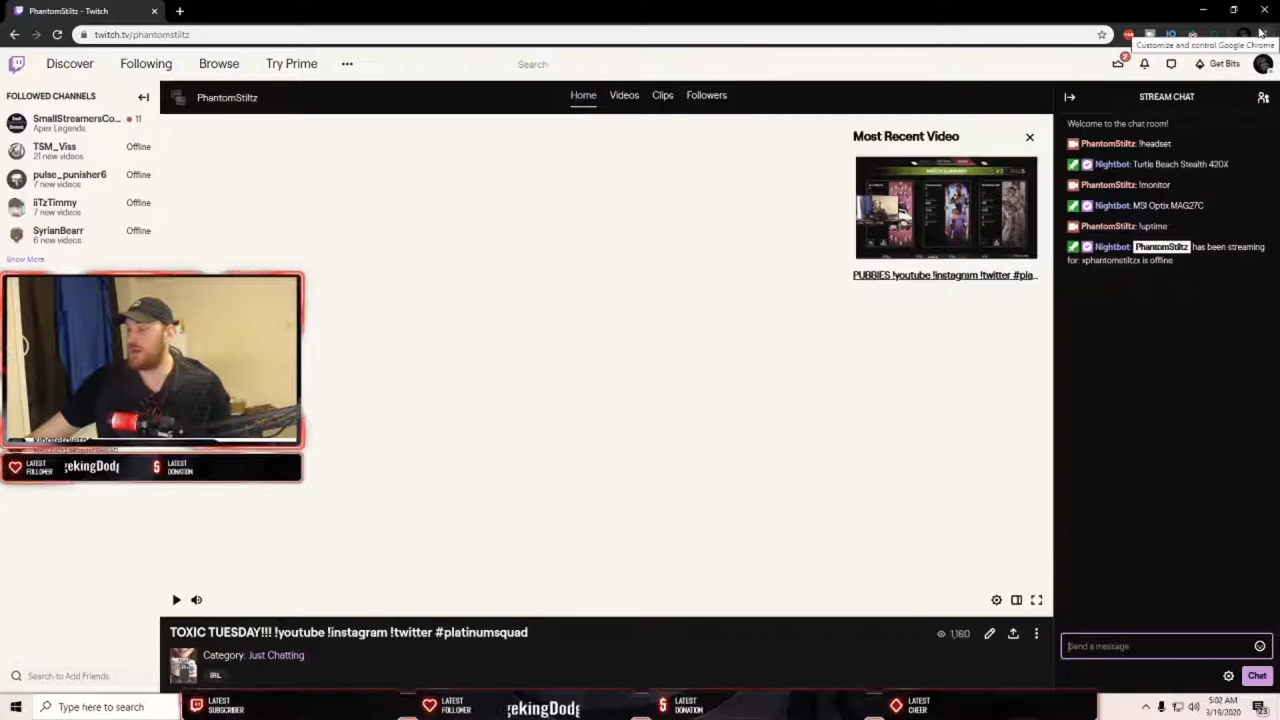 PhantomStiltz - Twitch
twitch.tv/phantomstiltz
Customize and control Google Chrome
Discover
Following
Browse
Try Prime
Search
2
Get Bits
FOLLOWED CHANNELS
SmallStreamersCo...
11
Apex Legends
TSM_Viss
Offline
21 new videos
pulse_punisher6
Offline
7 new videos
iiTzTimmy
Offline
7 new videos
SyrianBearr
Offline
6 new videos
Show More
LATEST FOLLOWER
gekingDodg
LATEST DONATION
Search to Add Friends
PhantomStiltz
Home
Videos
Clips
Followers
Most Recent Video
PUBBIES !youtube !instagram !twitter #pla...
TOXIC TUESDAY!!! !youtube !instagram !twitter #platinumsquad
1,160
Category: Just Chatting
IRL
STREAM CHAT
Welcome to the chat room!
PhantomStiltz: !headset
Nightbot: Turtle Beach Stealth 420X
PhantomStiltz: !monitor
Nightbot: MSI Optix MAG27C
PhantomStiltz: !uptime
Nightbot: PhantomStiltz has been streaming
for: xphantomstiltzx is offline
Send a message
Chat
Type here to search
LATEST SUBSCRIBER
LATEST FOLLOWER
gekingDodg
LATEST DONATION
LATEST CHEER
5:02 AM
3/19/2020
23